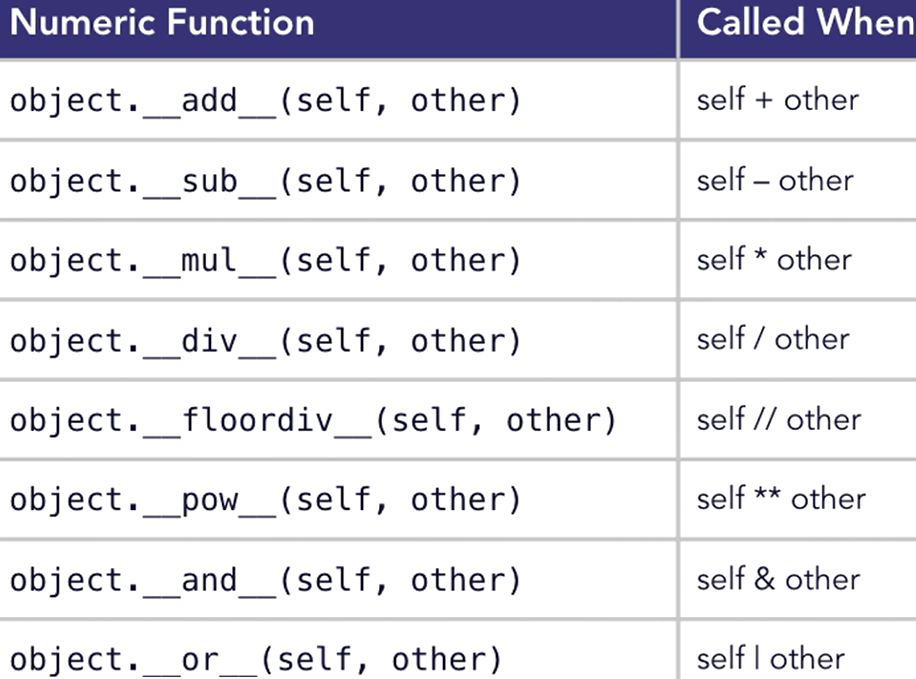 Numeric Function Called When
object.__add__(self, other) self + other
object.__sub__(self, other) self – other
object.__mul__(self, other) self * other
object.__div__(self, other) self / other
object.__floordiv__(self, other) self // other
object.__pow__(self, other) self ** other
object.__and__(self, other) self & other
object.__or__(self, other) self | other